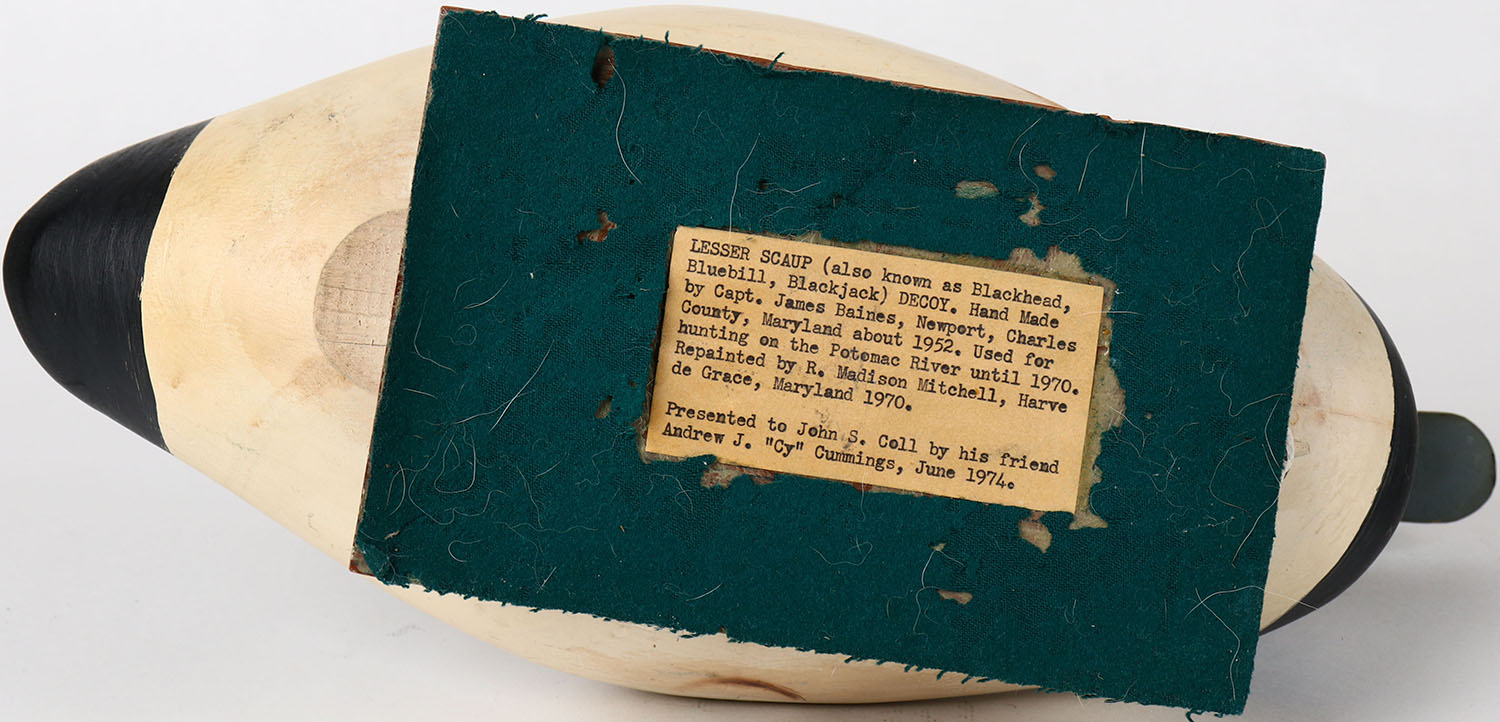 LESSER SCAUP (also known as Blackhead,
Bluebill, Blackjack) DECOY. Hand Made
by Capt. James Baines, Newport, Charles
County, Maryland about 1952. Used for
hunting on the Potomac River until 1970.
Repainted by R. Madison Mitchell, Harve
de Grace, Maryland 1970.
Presented to John S. Coll by his friend
Andrew J. "Cy" Cummings, June 1974.